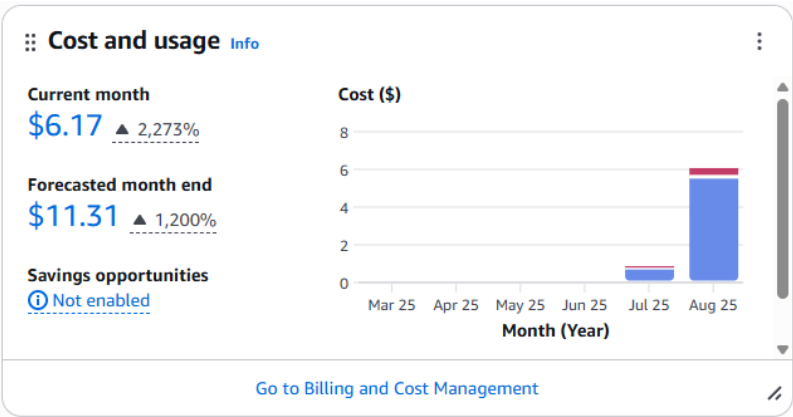 Cost and usage Info
Current month
$6.17 ▲ 2,273%
Forecasted month end
$11.31 ▲ 1,200%
Savings opportunities
Not enabled
Cost ($)
8
6
4
2
0
Mar 25 Apr 25 May 25 Jun 25 Jul 25 Aug 25
Month (Year)
Go to Billing and Cost Management